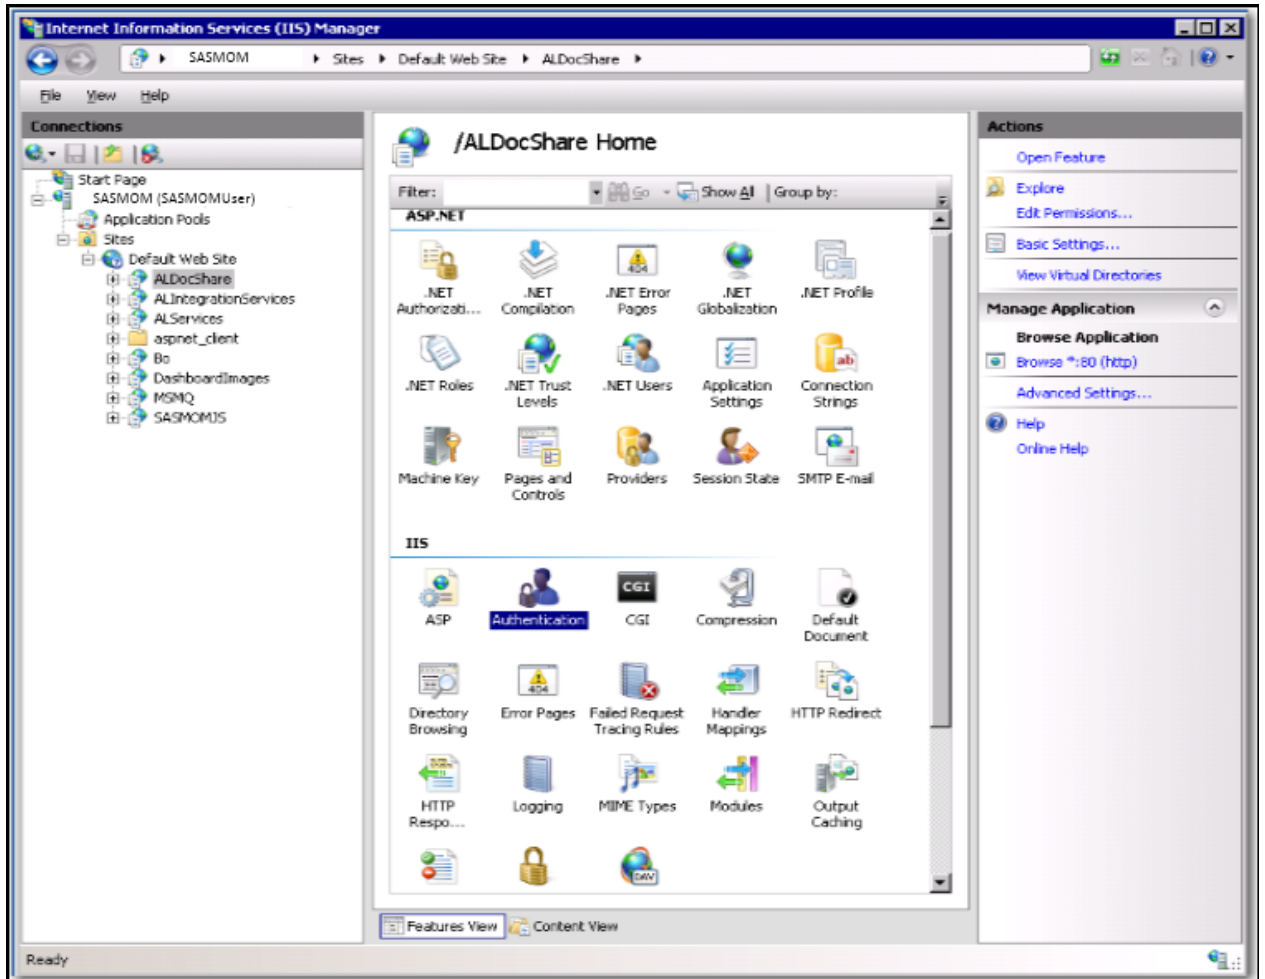 Internet Information Services (IIS) Manager
SASMOM Sites Default Web Site ALDocShare
File View Help
Connections
Start Page
SASMOM (SASMOMUser)
Application Pools
Sites
Default Web Site
ALDocShare
ALIntegrationServices
ALServices
aspnet_client
Bo
DashboardImages
MSMQ
SASMOMJS
/ALDocShare Home
Filter: Go Show All Group by:
ASP.NET
.NET Authorizati...
.NET Compilation
.NET Error Pages
.NET Globalization
.NET Profile
.NET Roles
.NET Trust Levels
.NET Users
Application Settings
Connection Strings
Machine Key
Pages and Controls
Providers
Session State
SMTP E-mail
IIS
ASP
Authentication
CGI
CGI
Compression
Default Document
Directory Browsing
404
Error Pages
Failed Request Tracing Rules
Handler Mappings
HTTP Redirect
HTTP Respo...
Logging
MIME Types
Modules
Output Caching
DAV
Features View Content View
Actions
Open Feature
Explore
Edit Permissions...
Basic Settings...
View Virtual Directories
Manage Application
Browse Application
Browse *:80 (http)
Advanced Settings...
Help
Online Help
Ready